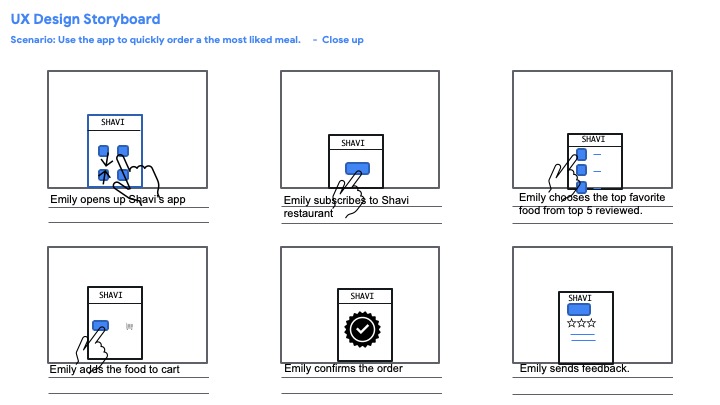 UX Design Storyboard
Scenario: Use the app to quickly order a the most liked meal.    -  Close up
SHAVI
Emily opens up Shavi's app
SHAVI
Emily subscribes to Shavi
restaurant
SHAVI
Emily chooses the top favorite
food from top 5 reviewed.
SHAVI
Emily adds the food to cart
SHAVI
Emily confirms the order
SHAVI
Emily sends feedback.